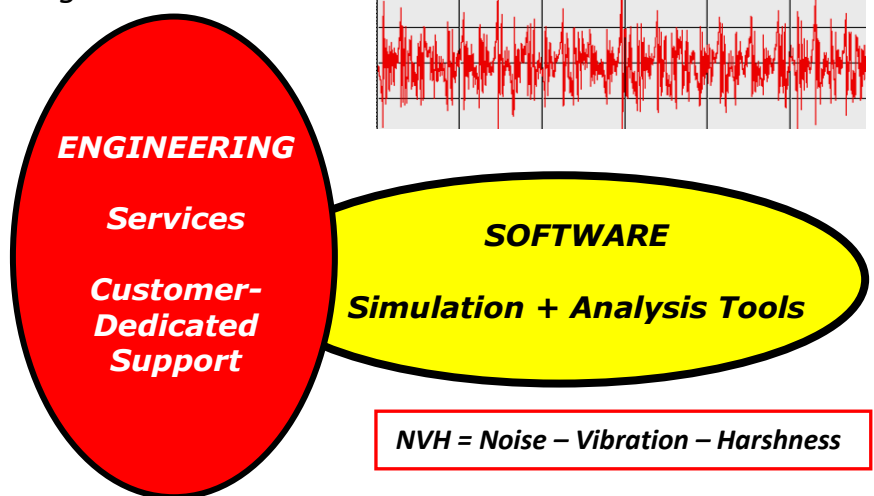 ENGINEERING
Services
Customer-
Dedicated
Support
SOFTWARE
Simulation + Analysis Tools
NVH = Noise – Vibration – Harshness